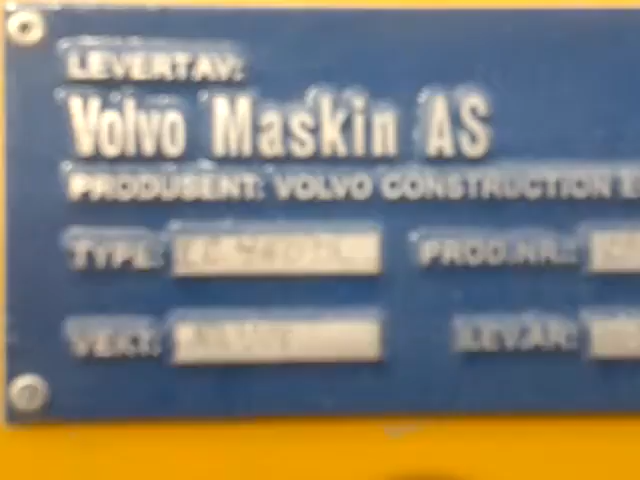 LEVERT AV:
Volvo Maskin AS
PRODUSENT: VOLVO CONSTRUCTION
TYPE: PROD.NR.:
VEKT: LEV.ÅR: